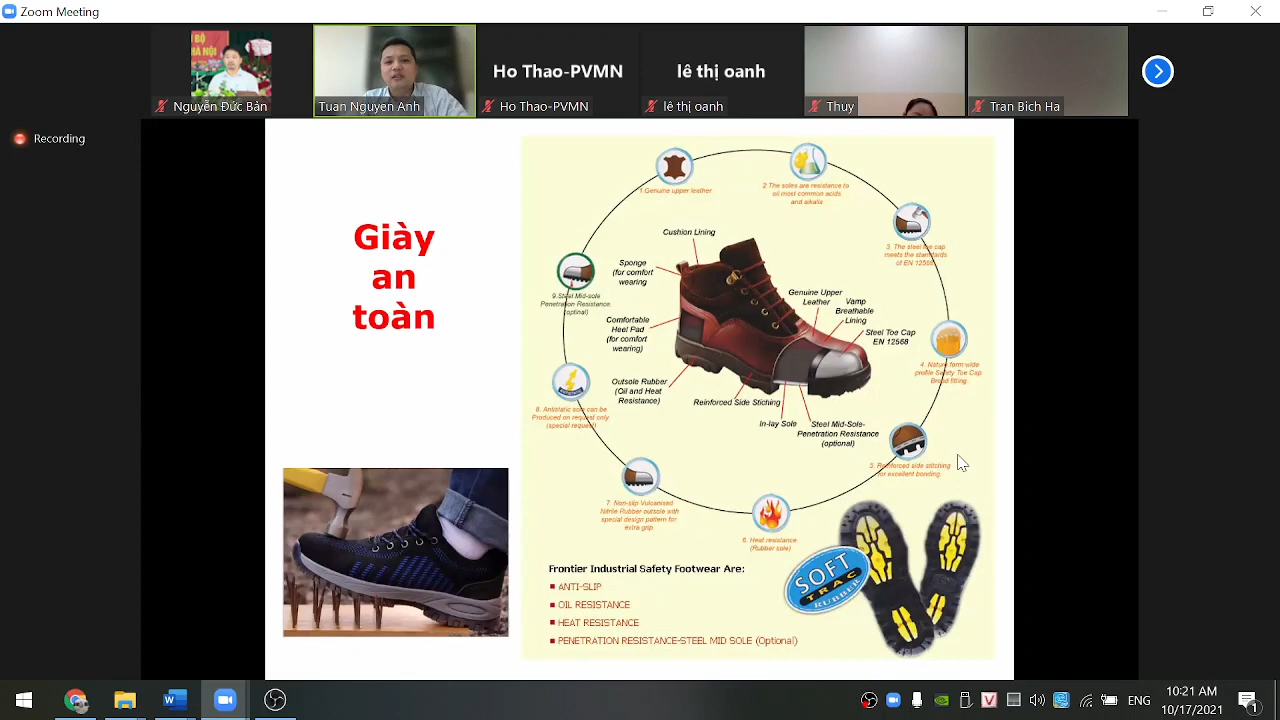 Zoom Meeting
BỘ
HÀ NỘI
Nguyễn Đức Bản
Tuan Nguyen Anh
Ho Thao-PVMN
Ho Thao-PVMN
lê thị oanh
lê thị oanh
Thuy
Tran Bich Ha
Recording
Giày
an
toàn
1.Genuine upper leather
2 The soles are resistance to
oil most common acids
and alkalis
3. The steel toe cap
meets the standards
of EN 12568
4. Nature form wide
profile Safety Toe Cap
Broad fitting.
5. Reinforced side stitching
for excellent bonding.
6. Heat resistance
(Rubber sole)
7. Non-slip Vulcanised
Nitrile Rubber outsole with
special design pattern for
extra grip
8. Antistatic sole can be
Produced on request only
(special request)
9.Steel Mid-sole
Penetration Resistance.
(optinal)
Cushion Lining
Sponge
(for comfort
wearing
Comfortable
Heel Pad
(for comfort
wearing)
Outsole Rubber
(Oil and Heat
Resistance)
Reinforced Side Stiching
In-lay Sole
Steel Mid-Sole-
Penetration Resistance
(optional)
Genuine Upper
Leather
Vamp
Breathable
Lining
Steel Toe Cap
EN 12568
Frontier Industrial Safety Footwear Are:
ANTI-SLIP
OIL RESISTANCE
HEAT RESISTANCE
PENETRATION RESISTANCE-STEEL MID SOLE (Optional)
SOFT
TRAC
RUBBER
10:21 AM
10/17/2021